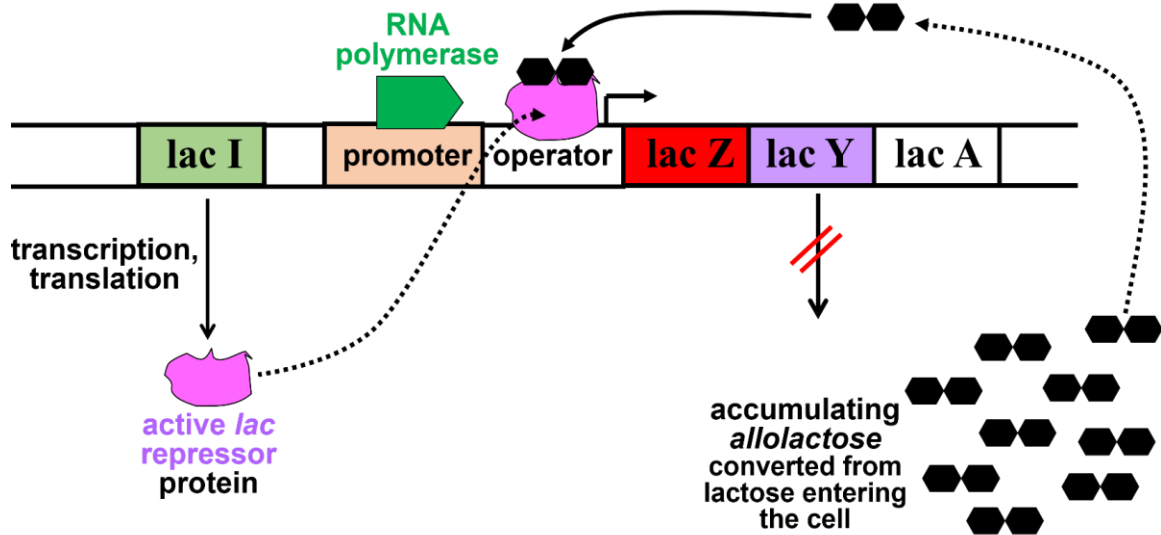 RNA
polymerase
lac I
promoter
operator
lac Z
lac Y
lac A
transcription,
translation
active lac
repressor
protein
accumulating
allolactose
converted from
lactose entering
the cell